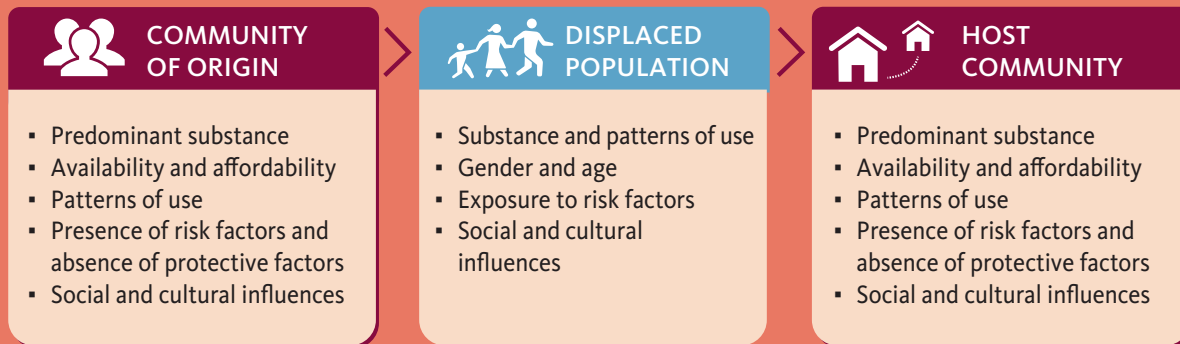 COMMUNITY
OF ORIGIN
▪ Predominant substance
▪ Availability and affordability
▪ Patterns of use
▪ Presence of risk factors and
absence of protective factors
▪ Social and cultural influences
DISPLACED
POPULATION
▪ Substance and patterns of use
▪ Gender and age
▪ Exposure to risk factors
▪ Social and cultural
influences
HOST
COMMUNITY
▪ Predominant substance
▪ Availability and affordability
▪ Patterns of use
▪ Presence of risk factors and
absence of protective factors
▪ Social and cultural influences